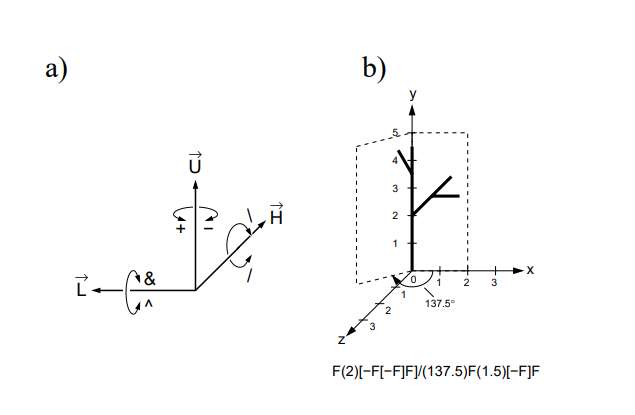 a)
b)
U
+ −
\
H
/
L
&
^
y
5
4
3
2
1
0
1
2
3
x
1
2
3
z
137.5°
F(2)[−F[−F]F]/(137.5)F(1.5)[−F]F